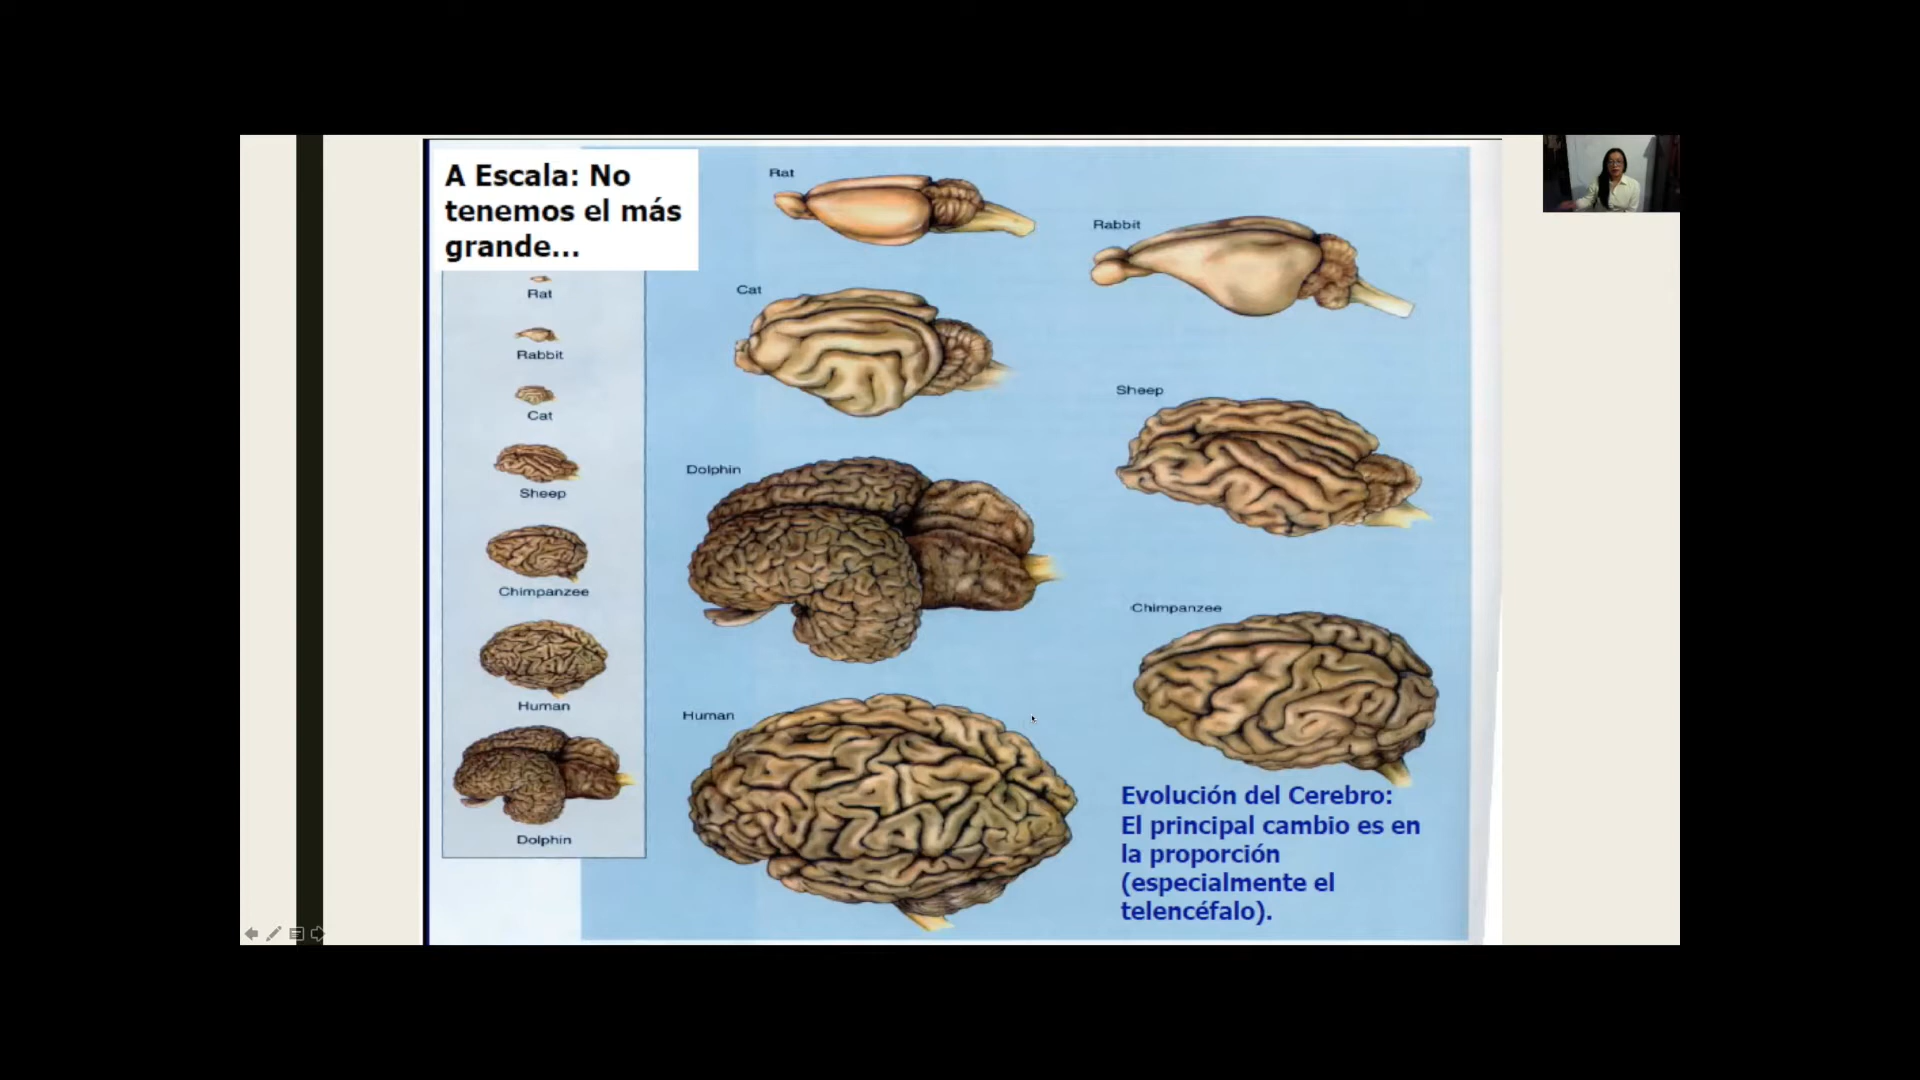 A Escala: No
tenemos el más
grande...
Rat
Rabbit
Cat
Sheep
Chimpanzee
Human
Dolphin
Rat
Rabbit
Cat
Sheep
Dolphin
Chimpanzee
Human
Evolución del Cerebro:
El principal cambio es en
la proporción
(especialmente el
telencéfalo).